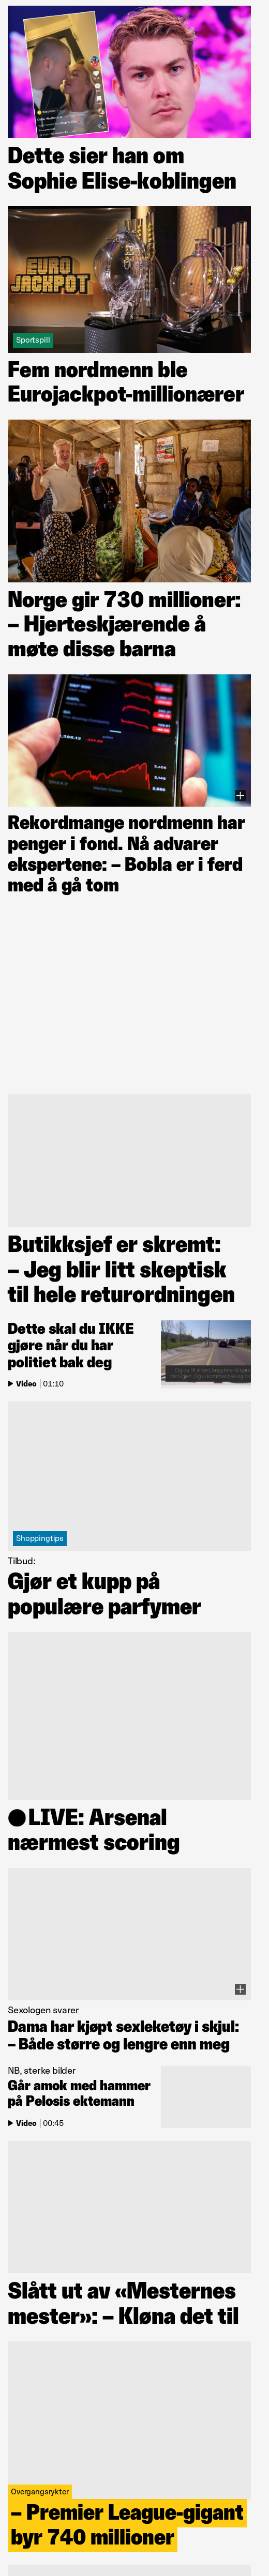 Dette sier han om
Sophie Elise-koblingen
EURO
JACKPOT
Sportspill
Fem nordmenn ble
Eurojackpot-millionærer
Norge gir 730 millioner:
– Hjerteskjærende å
møte disse barna
Rekordmange nordmenn har
penger i fond. Nå advarer
ekspertene: – Bobla er i ferd
med å gå tom
Butikksjef er skremt:
– Jeg blir litt skeptisk
til hele returordningen
Dette skal du IKKE
gjøre når du har
politiet bak deg
Video | 01:10
Shoppingtips
Tilbud:
Gjør et kupp på
populære parfymer
LIVE: Arsenal
nærmest scoring
Sexologen svarer
Dama har kjøpt sexleketøy i skjul:
– Både større og lengre enn meg
NB, sterke bilder
Går amok med hammer
på Pelosis ektemann
Video | 00:45
Slått ut av «Mesternes
mester»: – Kløna det til
Overgangsrykter
– Premier League-gigant
byr 740 millioner